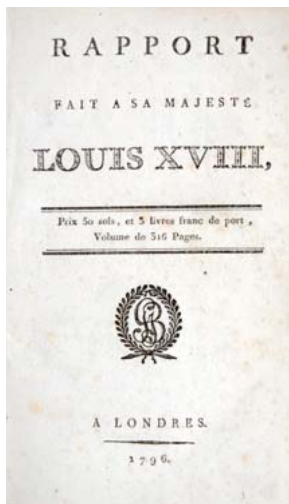 RAPPORT
FAIT A SA MAJESTÉ
LOUIS XVIII,
Prix 50 sols, et 3 livres franc de port,
Volume de 316 Pages.
A LONDRES.
1796.